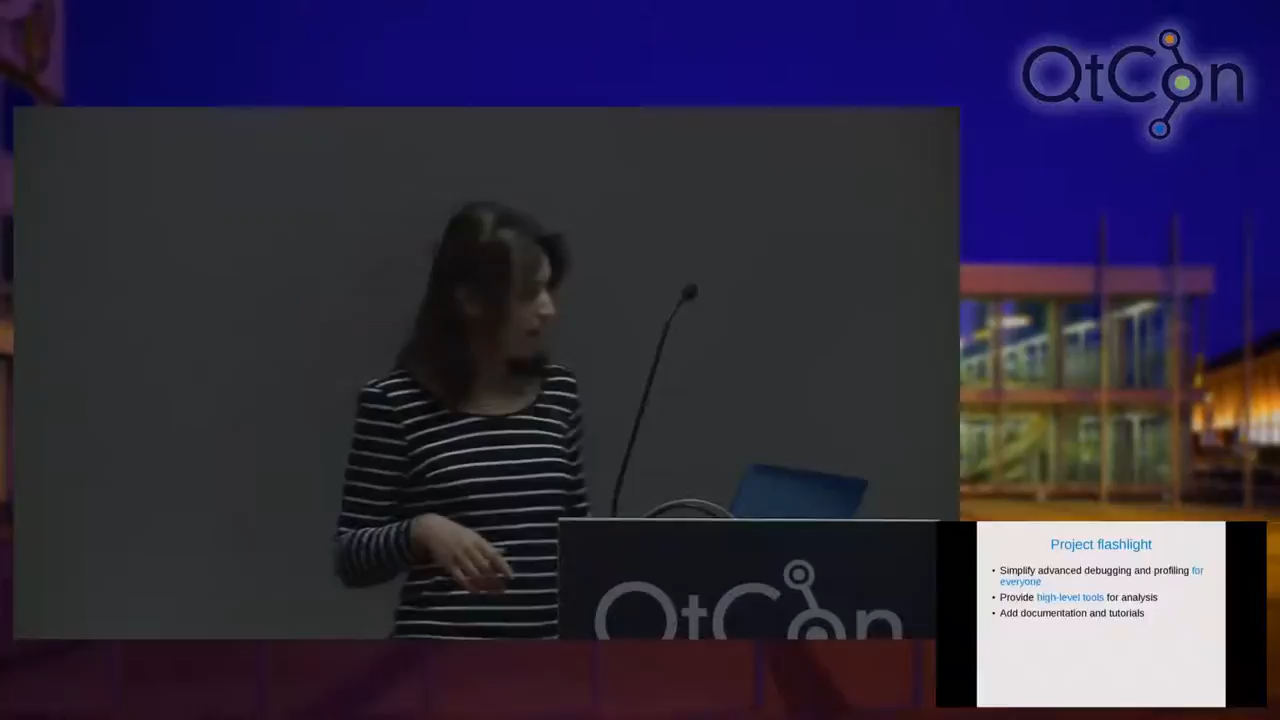 QtCon
QtCon
Project flashlight
• Simplify advanced debugging and profiling for
everyone
• Provide high-level tools for analysis
• Add documentation and tutorials